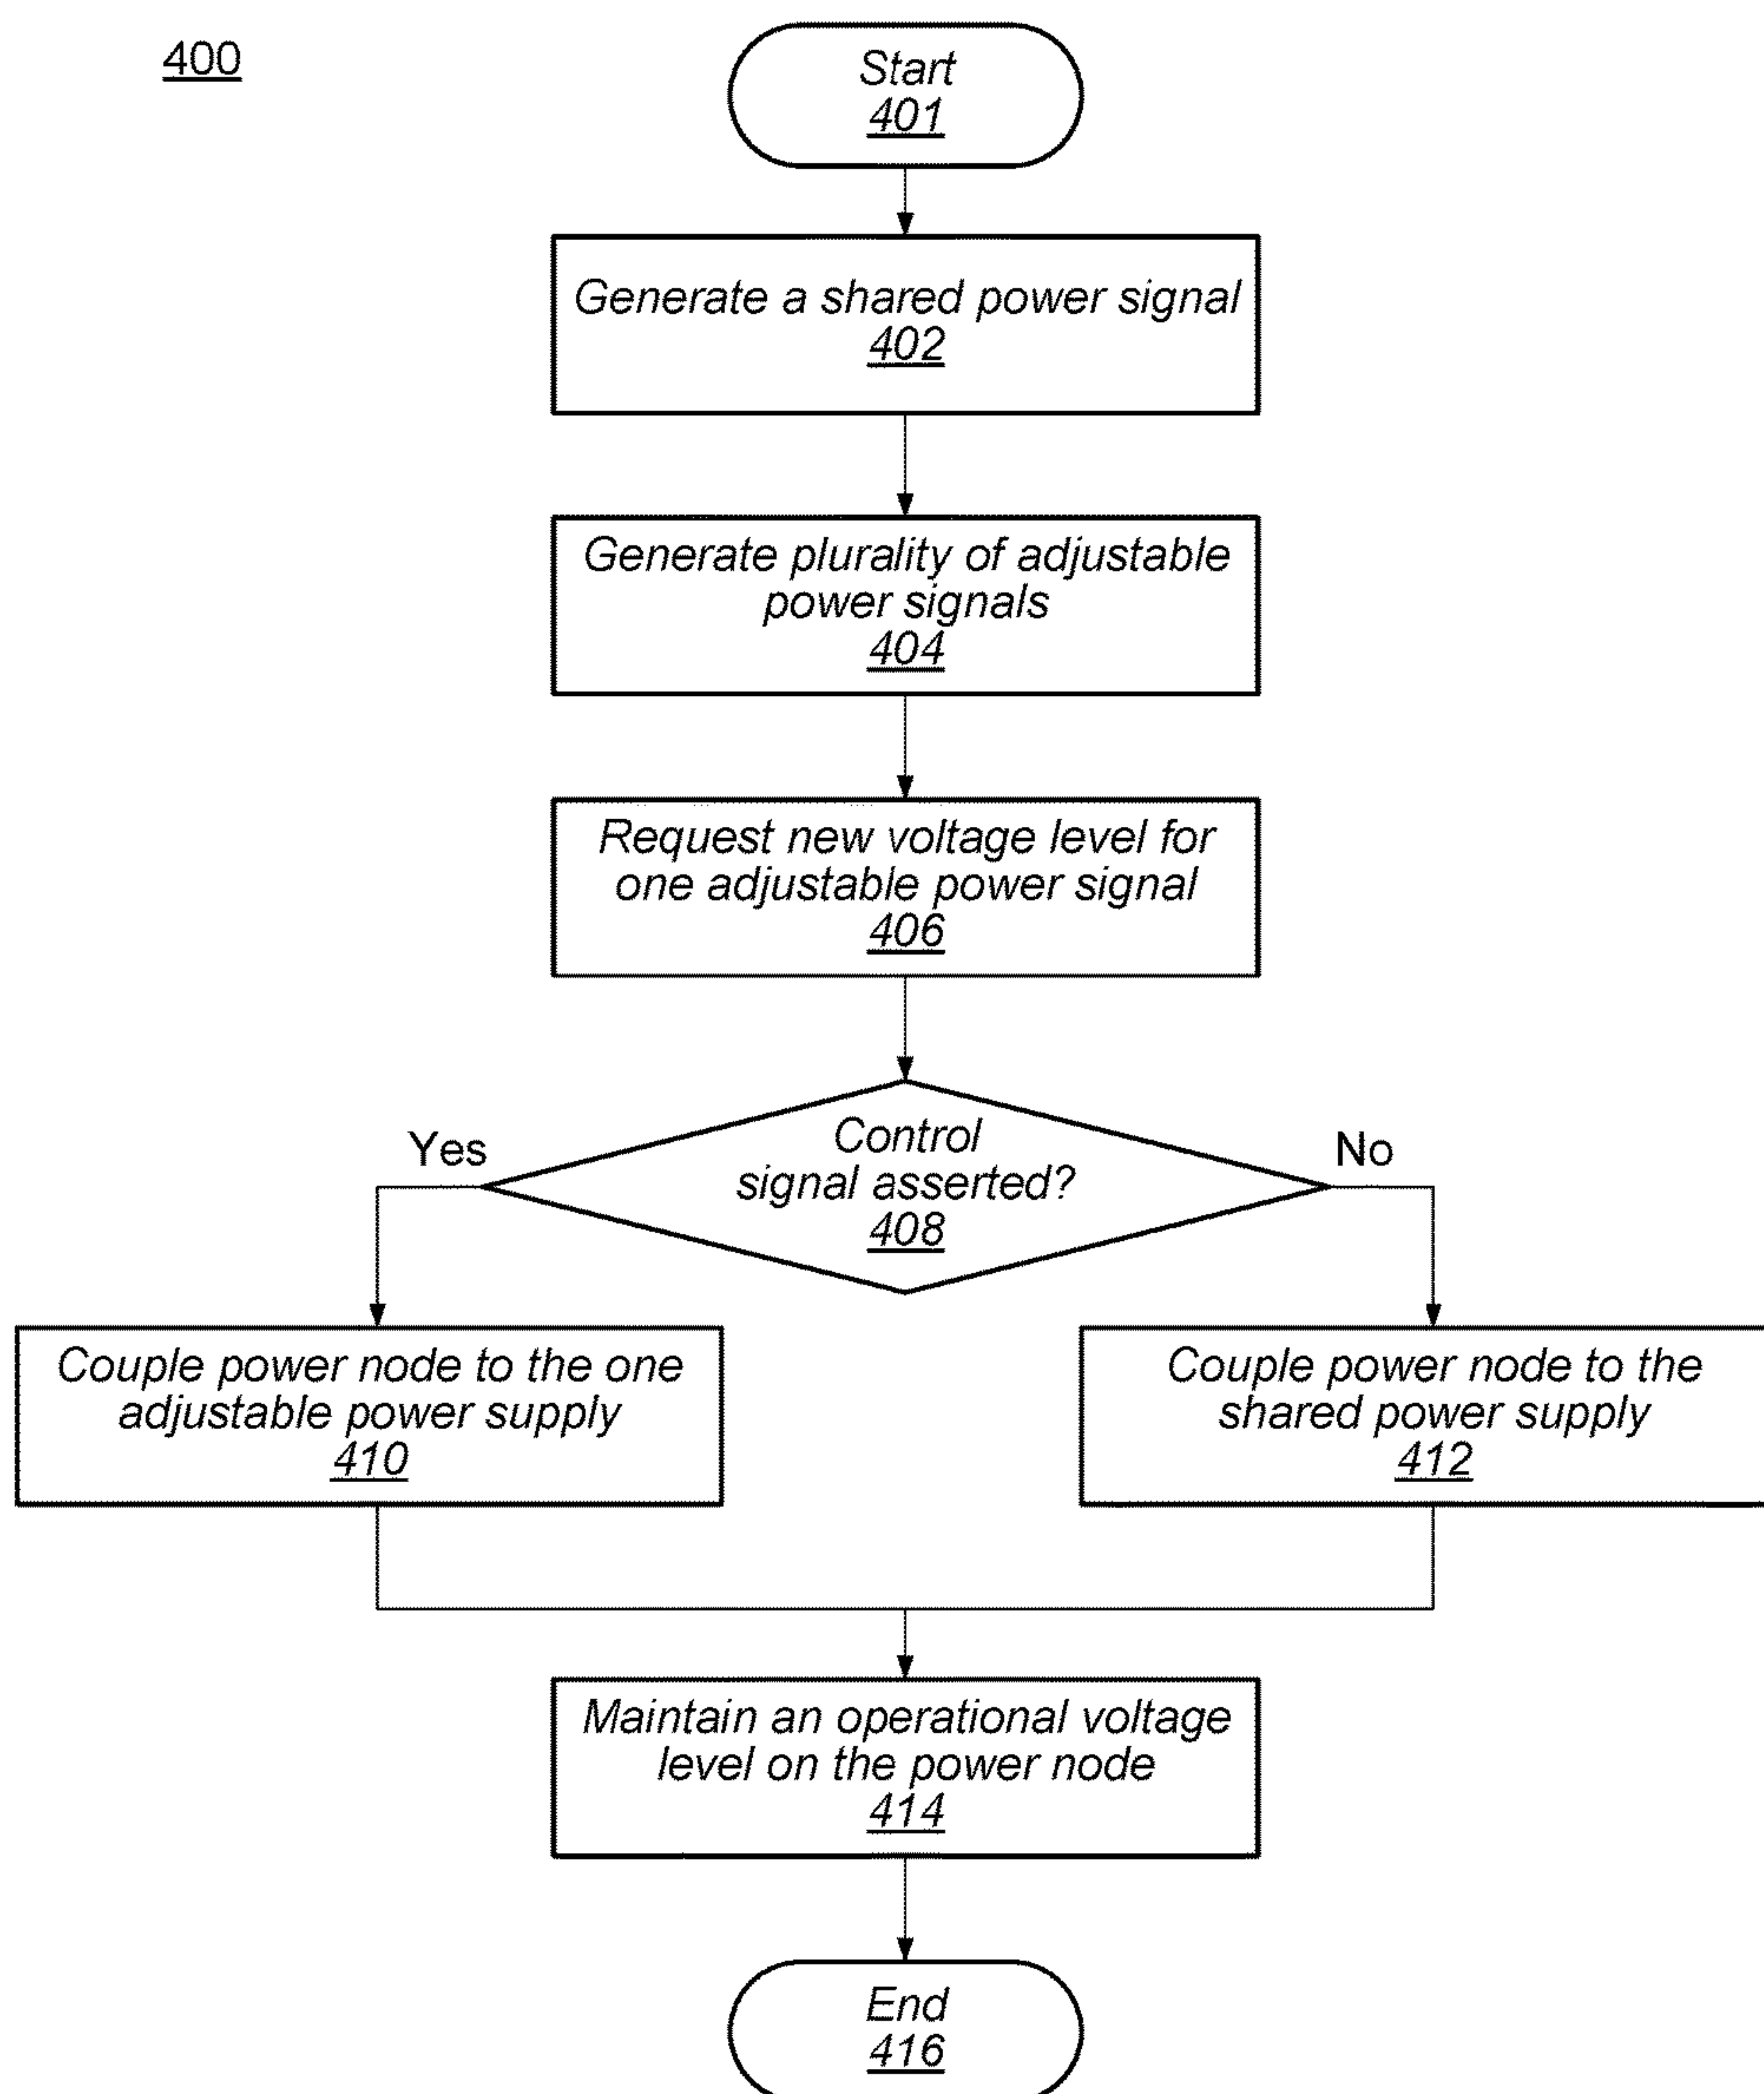 400
Start
401
Generate a shared power signal
402
Generate plurality of adjustable
power signals
404
Request new voltage level for
one adjustable power signal
406
Control
signal asserted?
408
Yes
No
Couple power node to the one
adjustable power supply
410
Couple power node to the
shared power supply
412
Maintain an operational voltage
level on the power node
414
End
416